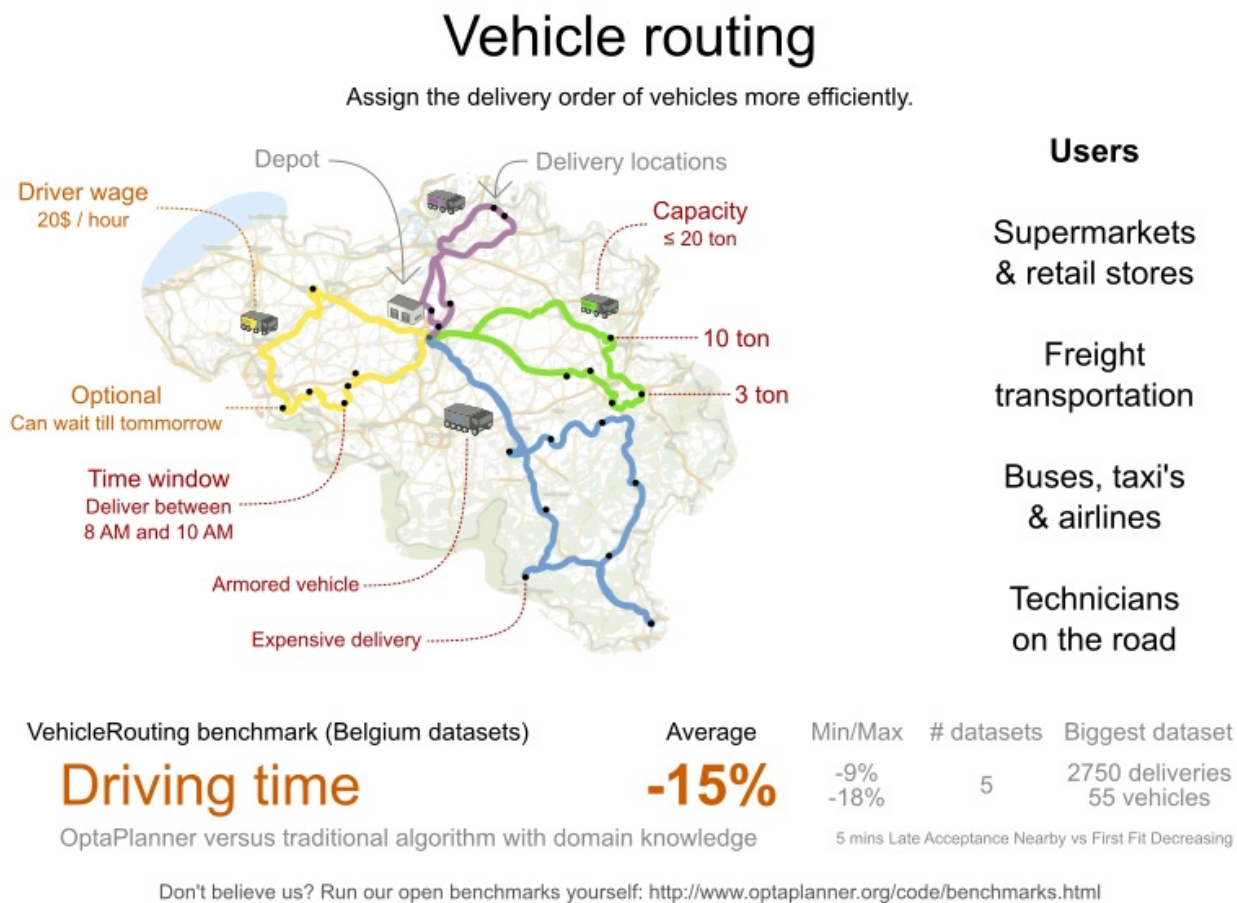 Vehicle routing
Assign the delivery order of vehicles more efficiently.
Depot
Delivery locations
Driver wage
20$ / hour
Capacity
≤ 20 ton
10 ton
3 ton
Optional
Can wait till tommorrow
Time window
Deliver between
8 AM and 10 AM
Armored vehicle
Expensive delivery
Users
Supermarkets
& retail stores
Freight
transportation
Buses, taxi's
& airlines
Technicians
on the road
VehicleRouting benchmark (Belgium datasets)
Average
Min/Max
# datasets
Biggest dataset
Driving time
-15%
-9%
-18%
5
2750 deliveries
55 vehicles
OptaPlanner versus traditional algorithm with domain knowledge
5 mins Late Acceptance Nearby vs First Fit Decreasing
Don't believe us? Run our open benchmarks yourself: http://www.optaplanner.org/code/benchmarks.html